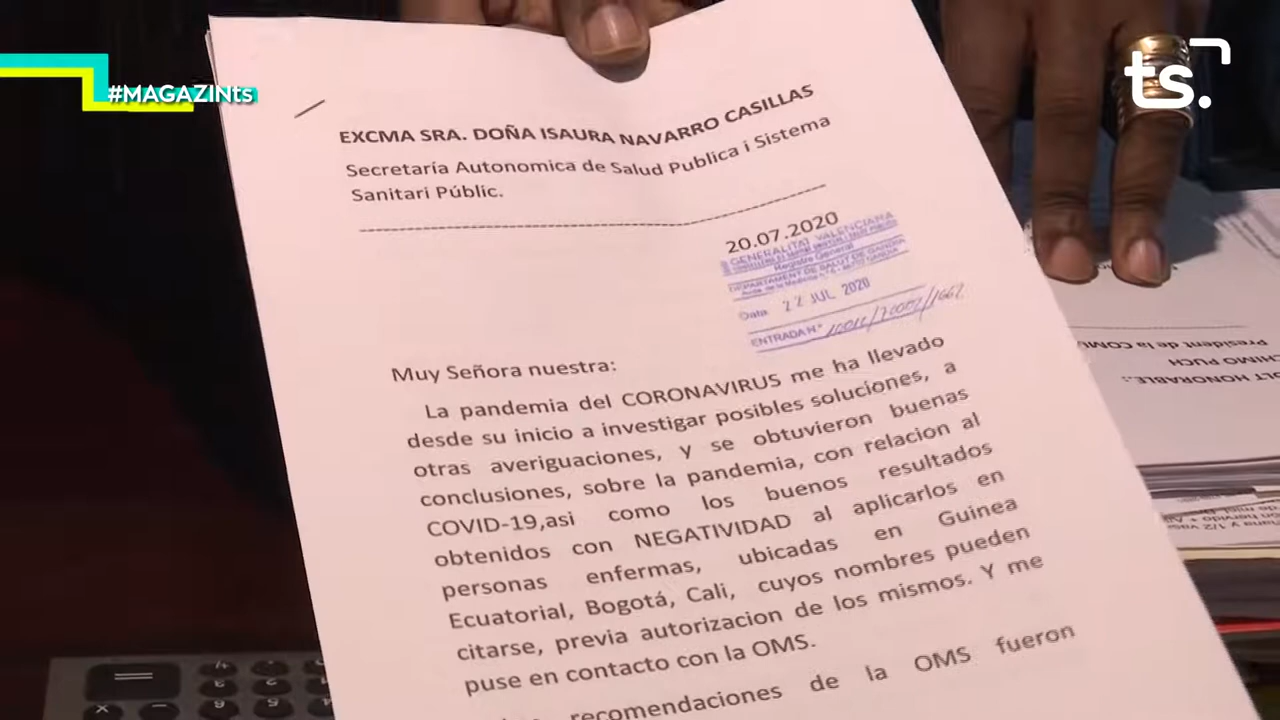 #MAGAZINts
ts.
EXCMA SRA. DOÑA ISAURA NAVARRO CASILLAS
Secretaría Autonomica de Salud Publica i Sistema
Sanitari Públic.
20.07.2020
GENERALITAT VALENCIANA
Registre General
DEPARTAMENT DE SALUT DE GANDIA
Data 22 JUL 2020
ENTRADA N.º
Muy Señora nuestra:
La pandemia del CORONAVIRUS me ha llevado
desde su inicio a investigar posibles soluciones, a
otras averiguaciones, y se obtuvieron buenas
conclusiones, sobre la pandemia, con relacion al
COVID-19,asi como los buenos resultados
obtenidos con NEGATIVIDAD al aplicarlos en
personas enfermas, ubicadas en Guinea
Ecuatorial, Bogotá, Cali, cuyos nombres pueden
citarse, previa autorizacion de los mismos. Y me
puse en contacto con la OMS.
recomendaciones de la OMS fueron
OLT HONORABLE.:
CHIMO PUCH
President de la COMU